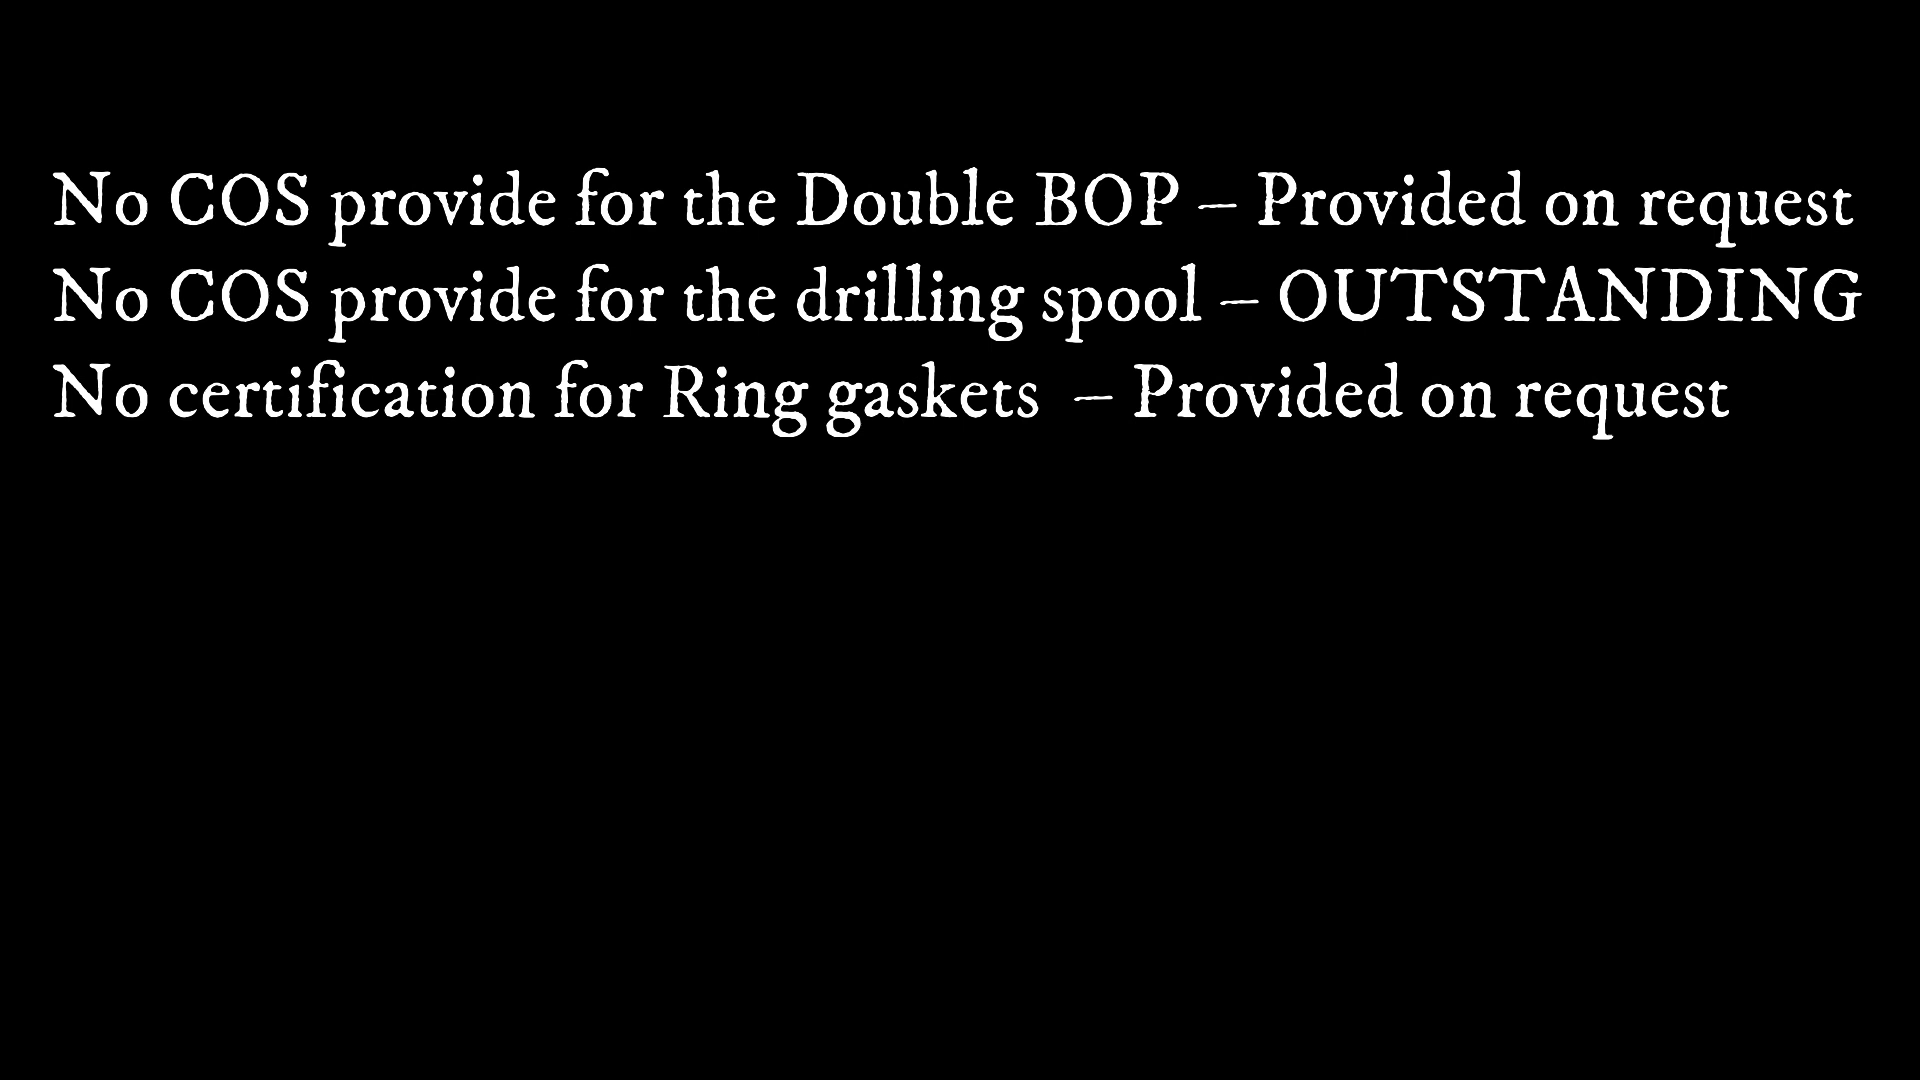 No COS provide for the Double BOP – Provided on request
No COS provide for the drilling spool – OUTSTANDING
No certification for Ring gaskets  – Provided on request